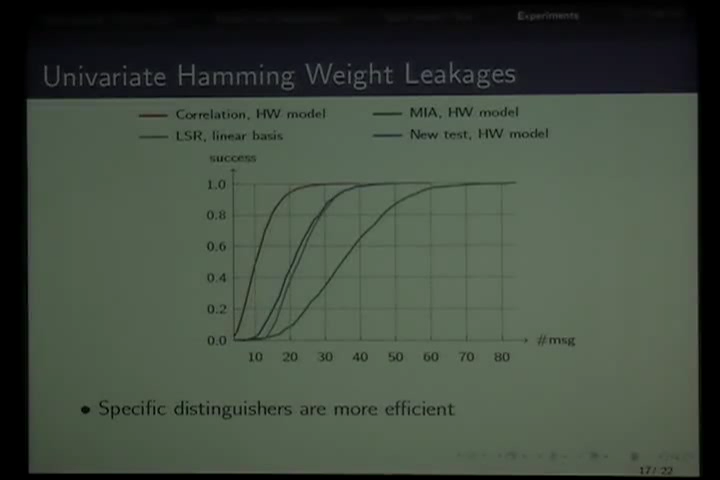 Experiments
Univariate Hamming Weight Leakages
Correlation, HW model
MIA, HW model
LSR, linear basis
New test, HW model
success
1.0
0.8
0.6
0.4
0.2
0.0
10 20 30 40 50 60 70 80
#msg
• Specific distinguishers are more efficient
17/22